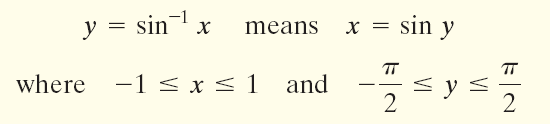 y = sin⁻¹ x means x = sin y
where −1 ≤ x ≤ 1 and −π/2 ≤ y ≤ π/2